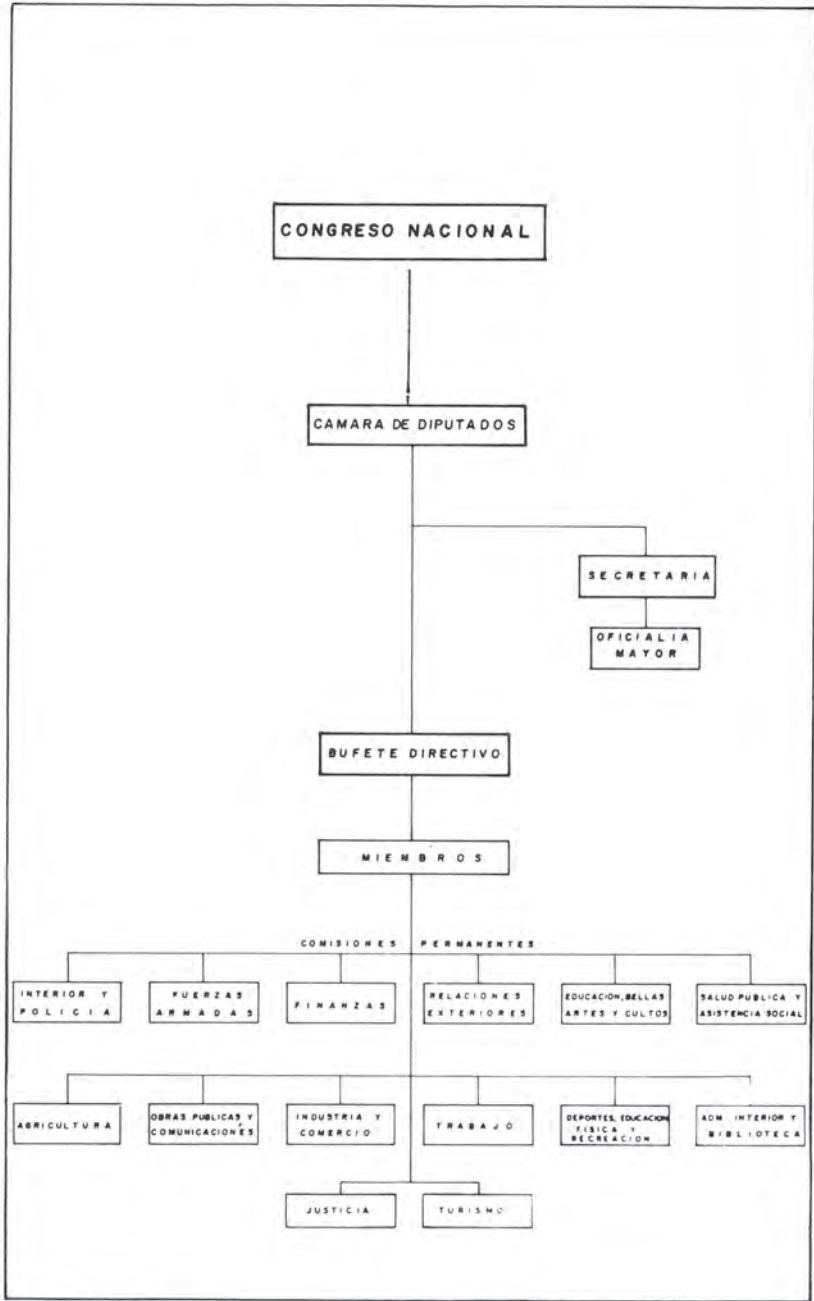 CONGRESO NACIONAL
CAMARA DE DIPUTADOS
SECRETARIA
OFICIALIA
MAYOR
BUFETE DIRECTIVO
MIEMBROS
COMISIONES PERMANENTES
INTERIOR Y
POLICIA
FUERZAS
ARMADAS
FINANZAS
RELACIONES
EXTERIORES
EDUCACION, BELLAS
ARTES Y CULTOS
SALUD PUBLICA Y
ASISTENCIA SOCIAL
AGRICULTURA
OBRAS PUBLICAS Y
COMUNICACIONES
INDUSTRIA Y
COMERCIO
TRABAJO
DEPORTES, EDUCACION
FISICA Y
RECREACION
ADM. INTERIOR Y
BIBLIOTECA
JUSTICIA
TURISMO